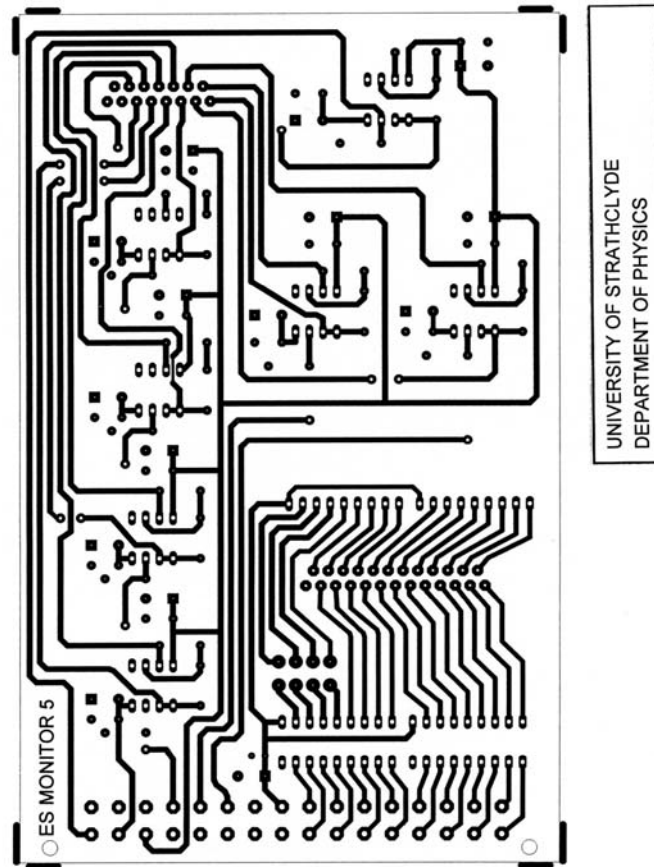 ES MONITOR 5
UNIVERSITY OF STRATHCLYDE
DEPARTMENT OF PHYSICS